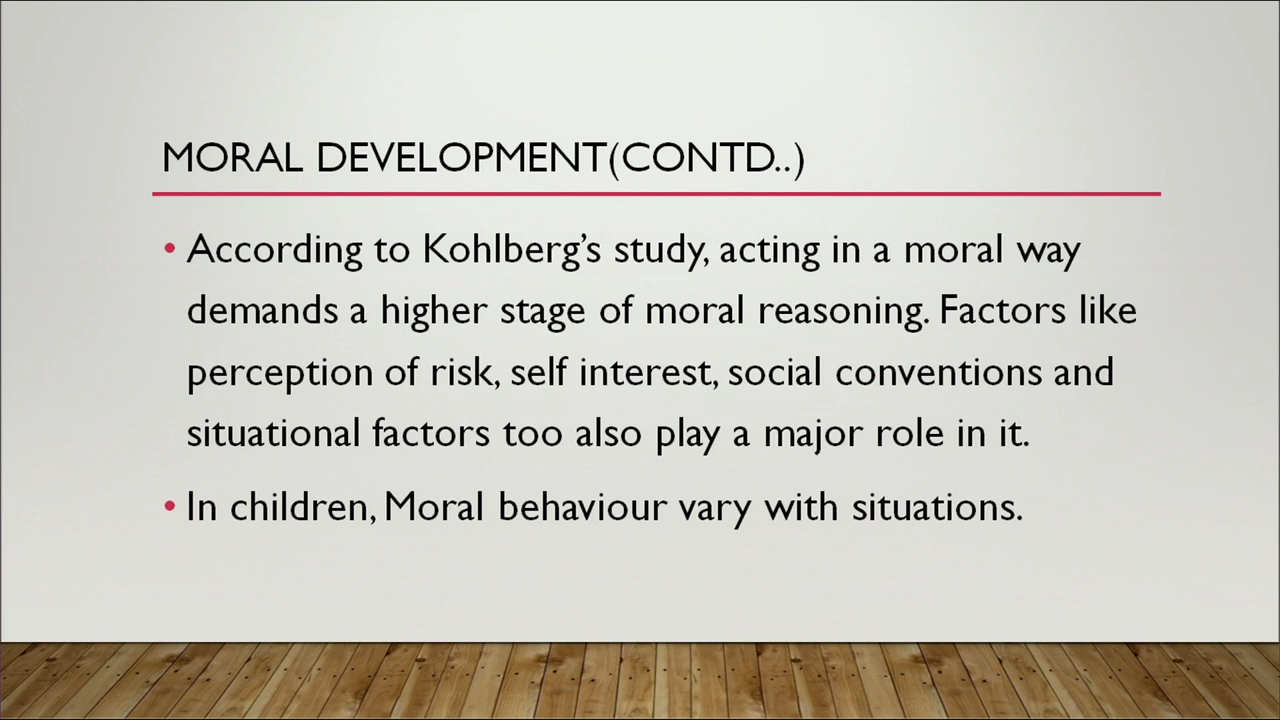 MORAL DEVELOPMENT(CONTD..)
• According to Kohlberg’s study, acting in a moral way
demands a higher stage of moral reasoning. Factors like
perception of risk, self interest, social conventions and
situational factors too also play a major role in it.
• In children, Moral behaviour vary with situations.